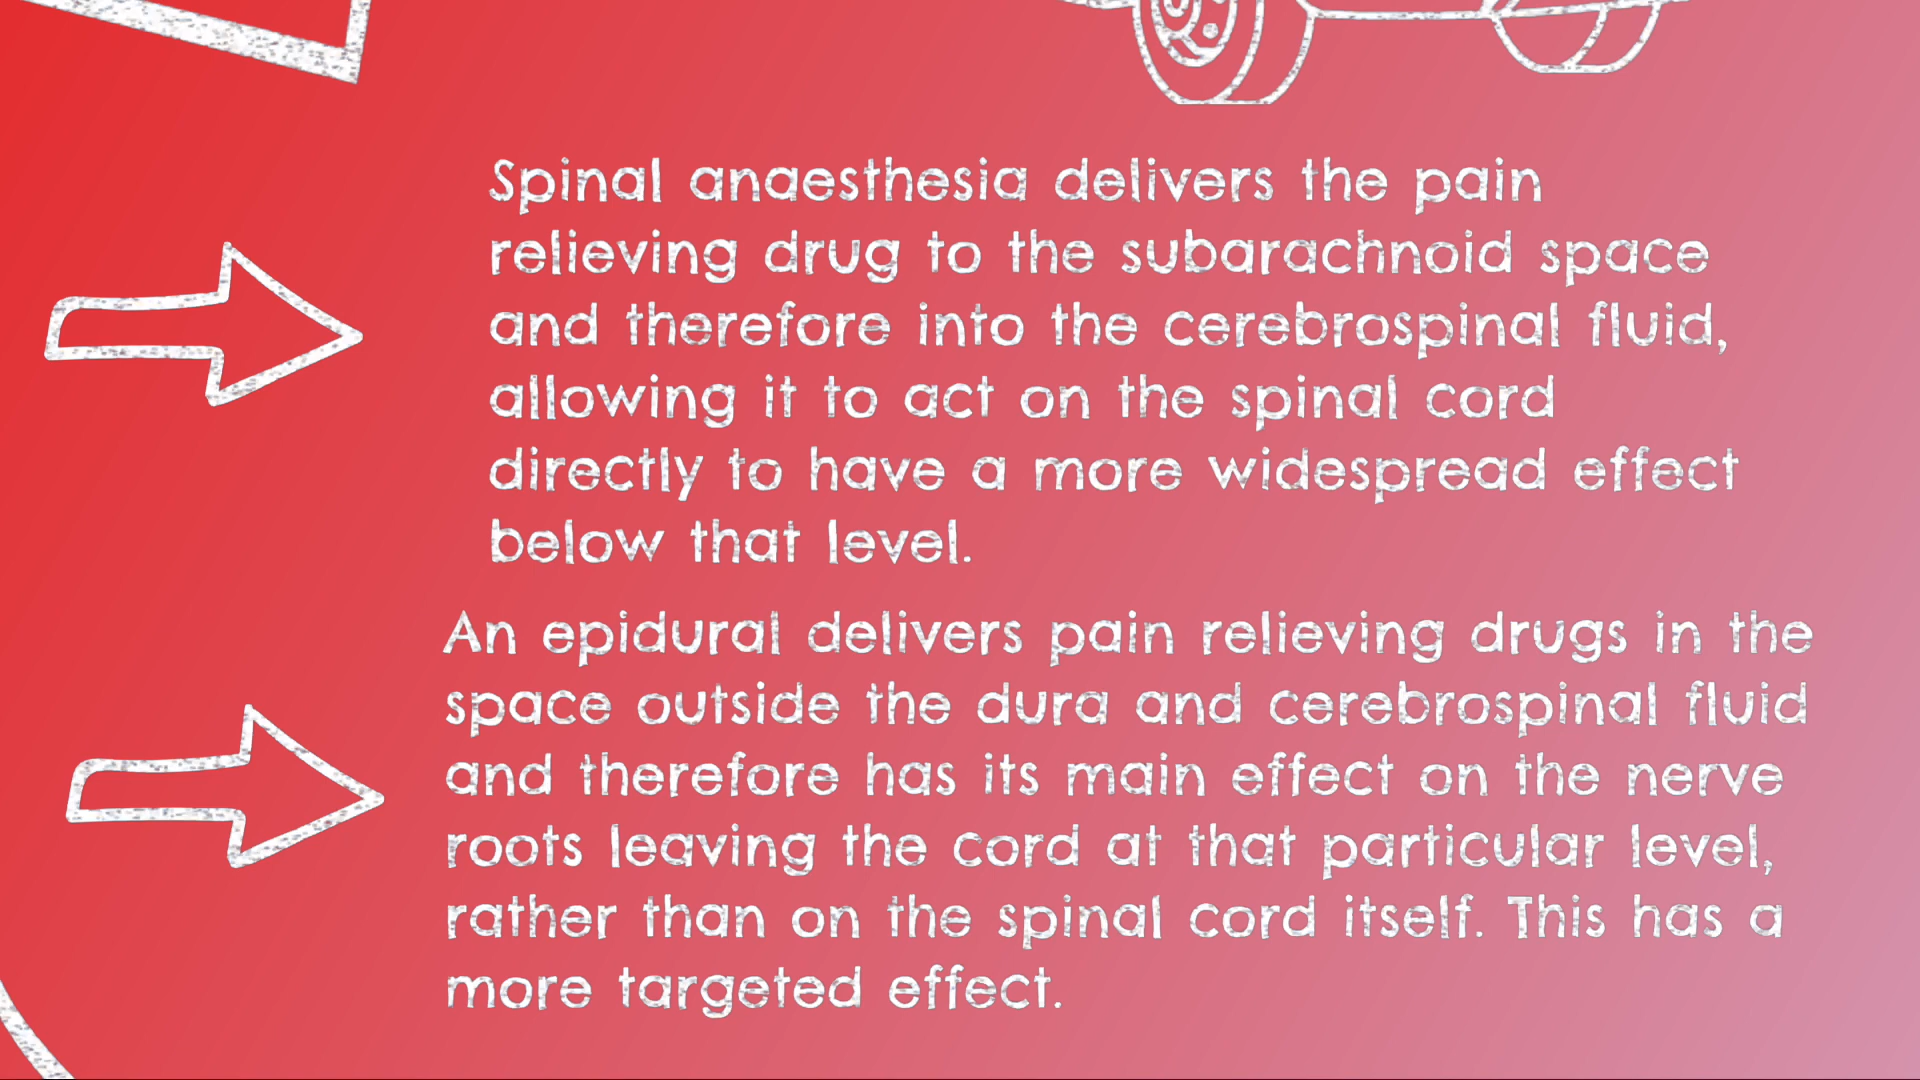 Spinal anaesthesia delivers the pain
relieving drug to the subarachnoid space
and therefore into the cerebrospinal fluid,
allowing it to act on the spinal cord
directly to have a more widespread effect
below that level.
An epidural delivers pain relieving drugs in the
space outside the dura and cerebrospinal fluid
and therefore has its main effect on the nerve
roots leaving the cord at that particular level,
rather than on the spinal cord itself. This has a
more targeted effect.